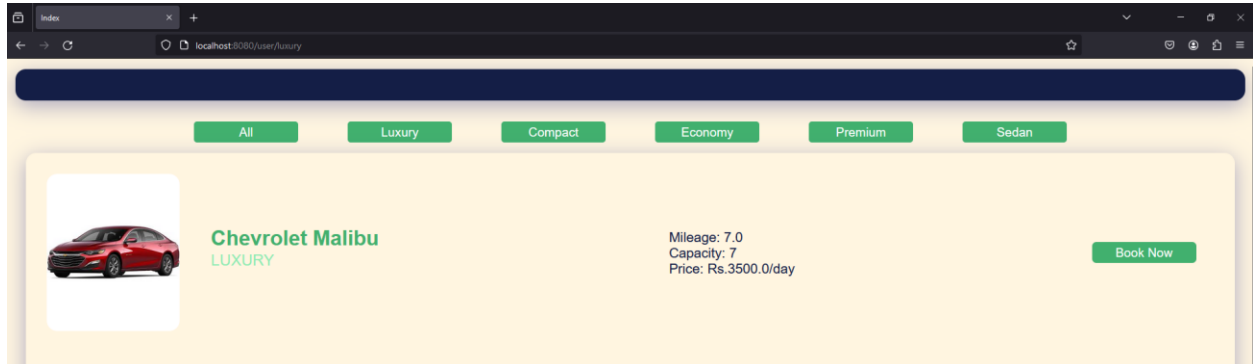 Index
localhost:8080/user/luxury
All Luxury Compact Economy Premium Sedan
Chevrolet Malibu
LUXURY
Mileage: 7.0
Capacity: 7
Price: Rs.3500.0/day
Book Now